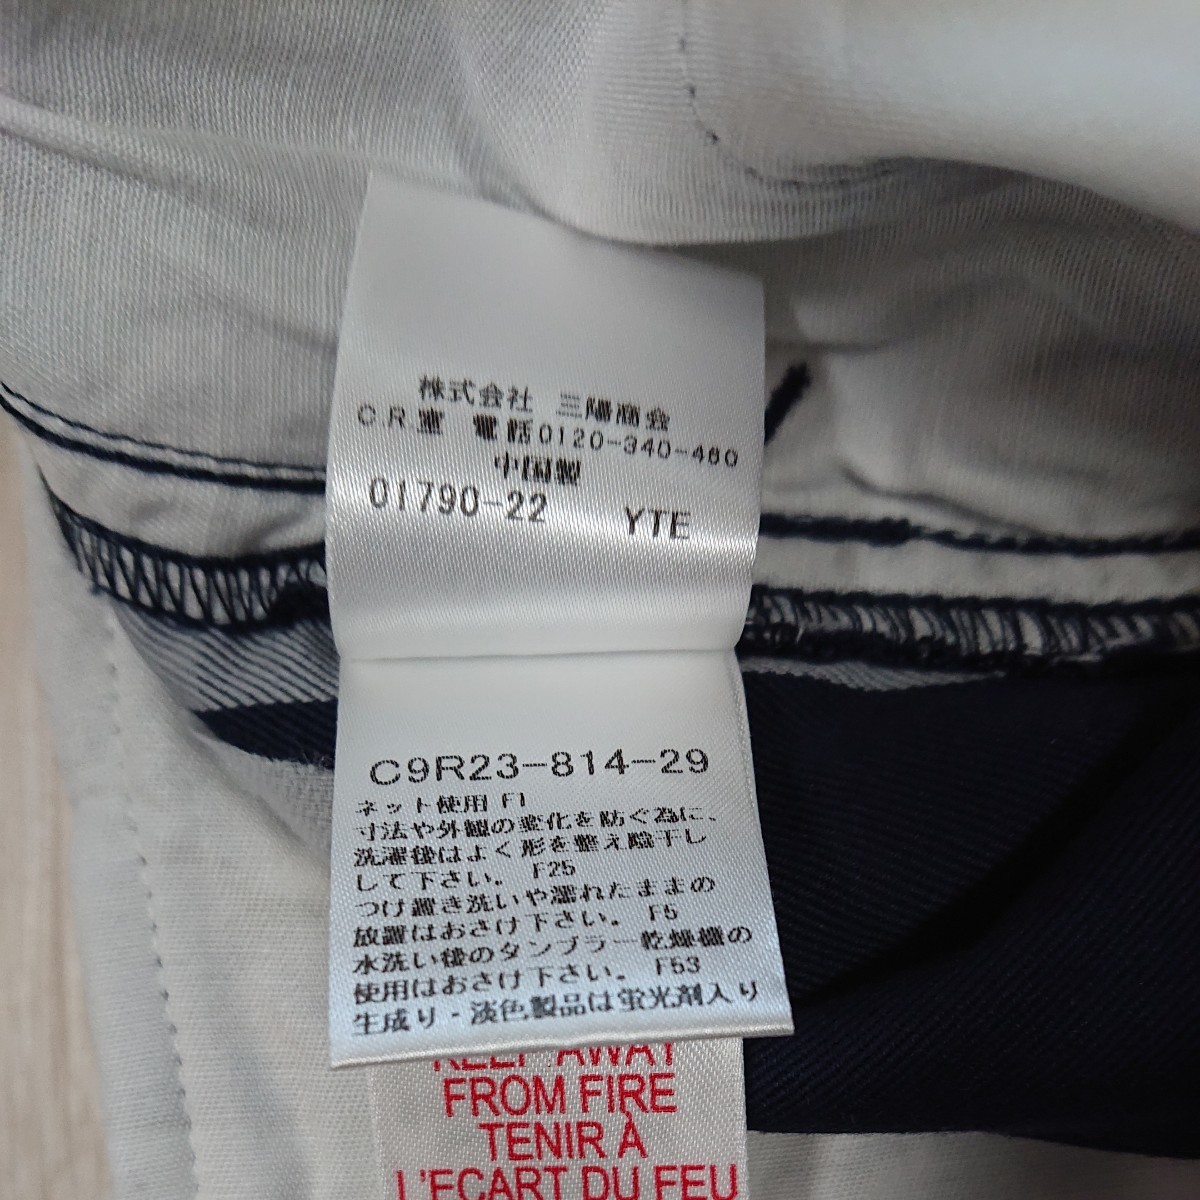 株式会社 三陽商会
C.R.室 電話0120-340-460
中国製
01790-22 YTE
C9R23-814-29
ネット使用 F1
寸法や外観の変化を防ぐ為に、
洗濯後はよく形を整え陰干し
して下さい。 F25
つけ置き洗いや濡れたままの
放置はおさけ下さい。 F5
水洗い後のタンブラー乾燥機の
使用はおさけ下さい。 F53
生成り・淡色製品は蛍光剤入り
KEEP AWAY
FROM FIRE
TENIR À
L'ECART DU FEU